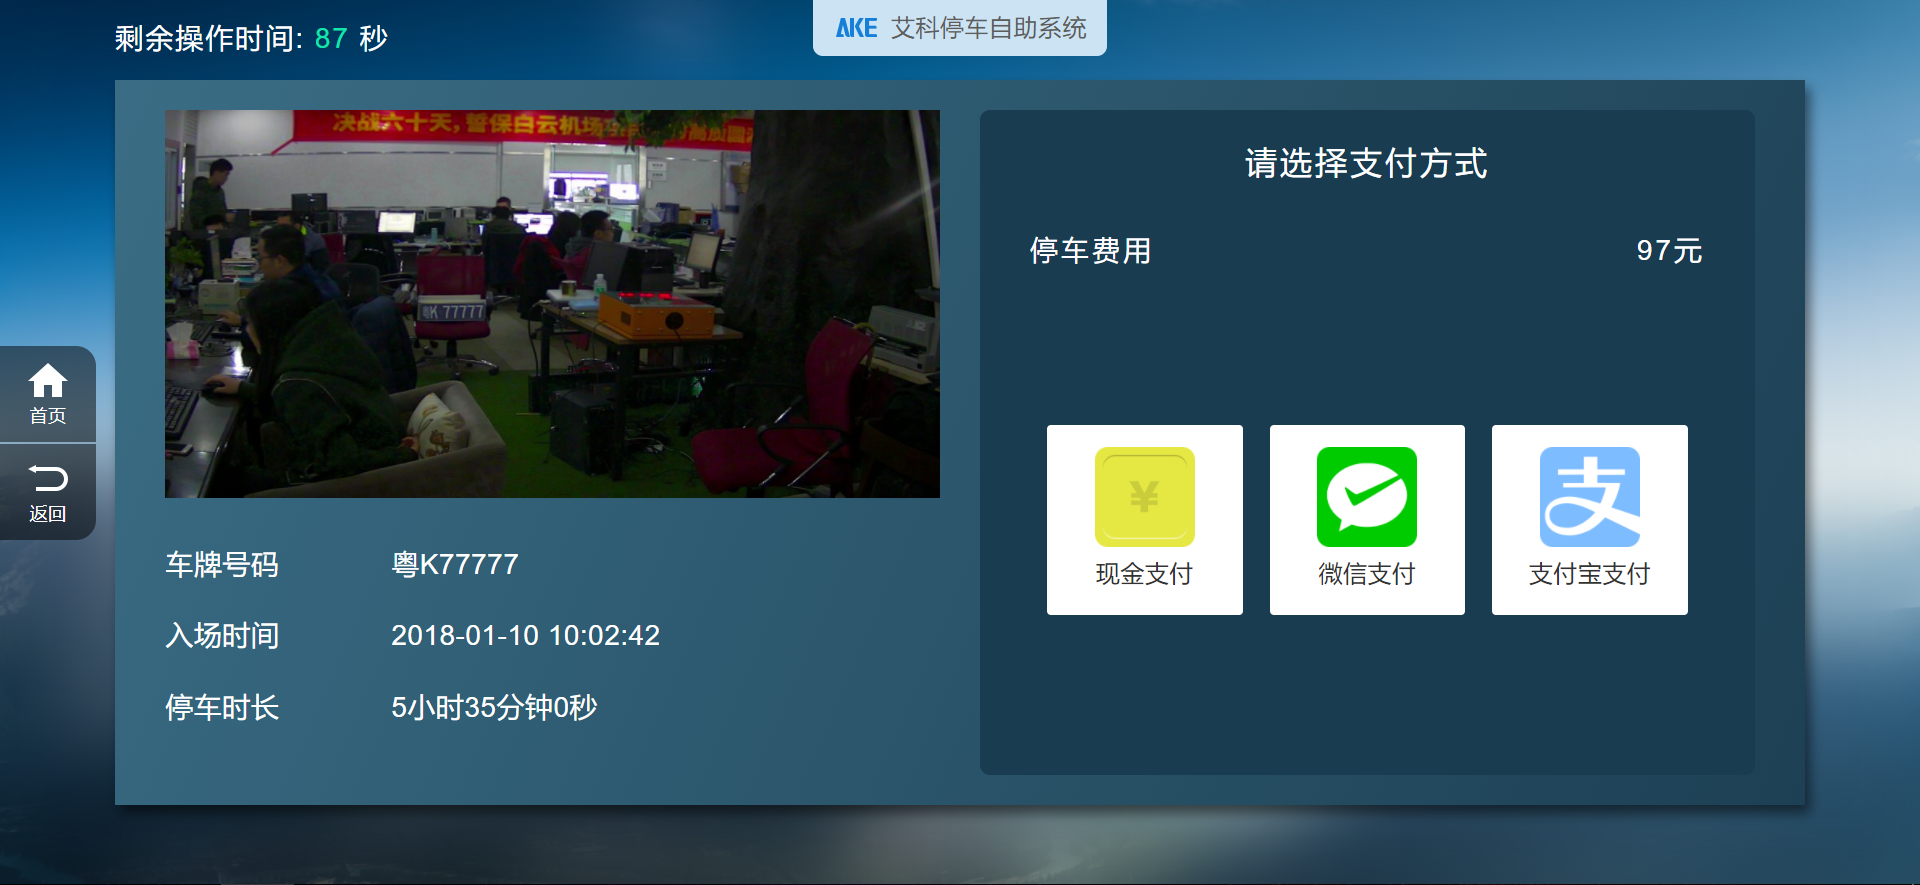 剩余操作时间: 87 秒
AKE 艾科停车自助系统
决战六十天,誓保白云机场
粤K 77777
首页
返回
车牌号码 粤K77777
入场时间 2018-01-10 10:02:42
停车时长 5小时35分钟0秒
请选择支付方式
停车费用 97元
¥
现金支付
支
微信支付
支付宝支付